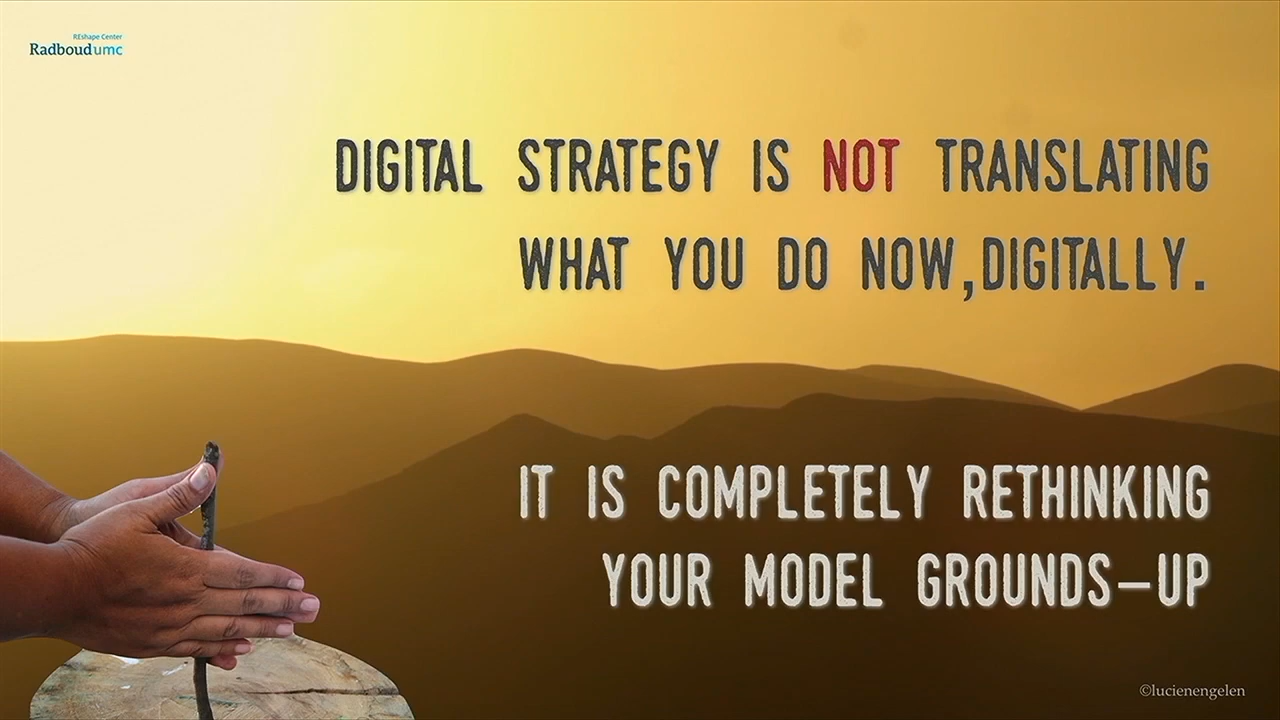 REshape Center
Radboudumc
DIGITAL STRATEGY IS NOT TRANSLATING
WHAT YOU DO NOW,DIGITALLY.
IT IS COMPLETELY RETHINKING
YOUR MODEL GROUNDS-UP
©lucienengelen